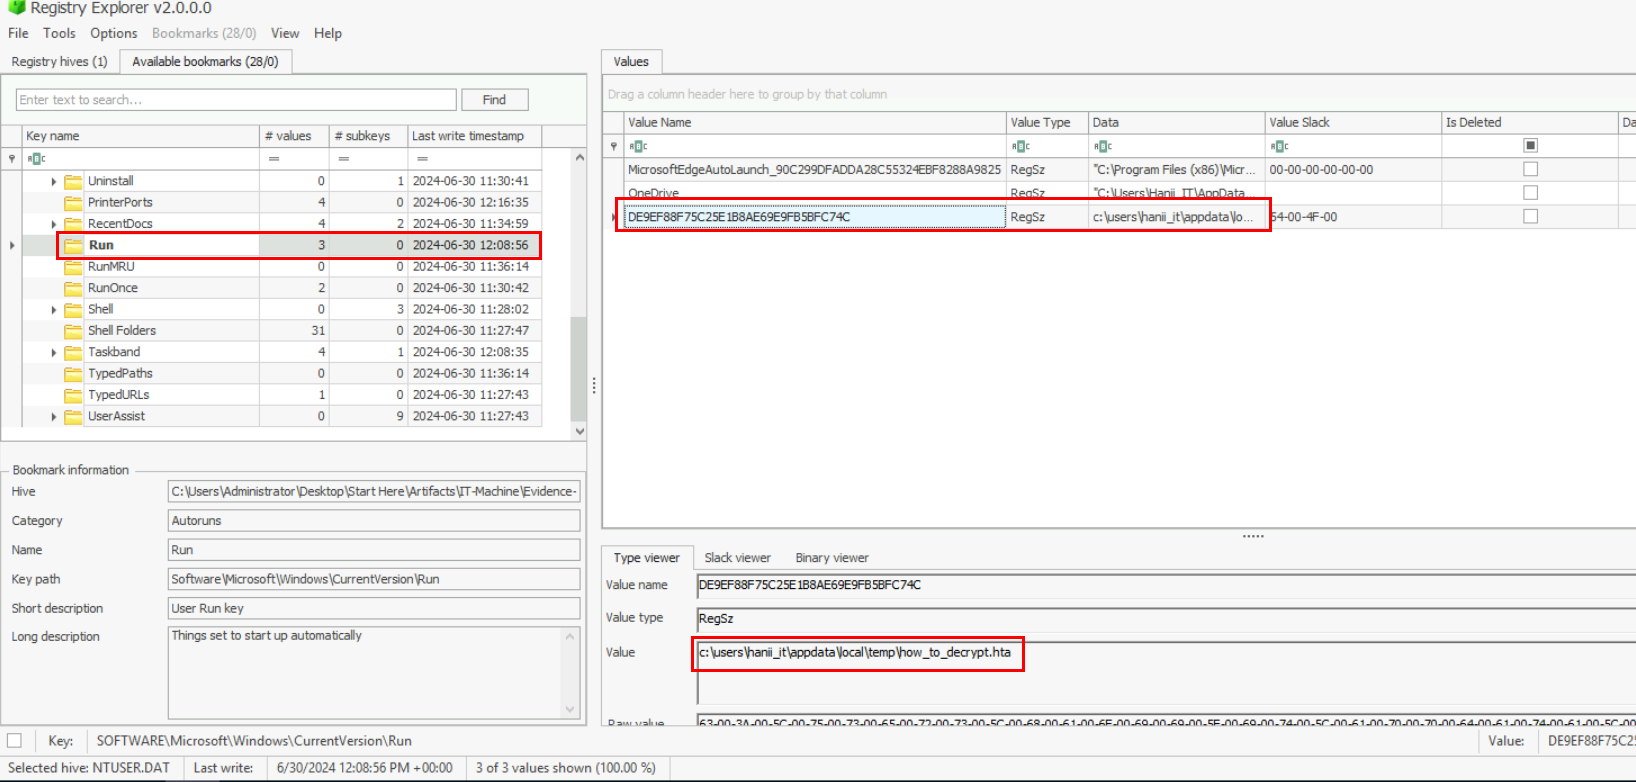 Registry Explorer v2.0.0.0
File Tools Options Bookmarks (28/0) View Help
Registry hives (1) Available bookmarks (28/0)
Enter text to search... Find
Key name # values # subkeys Last write timestamp
= = =
Uninstall 0 1 2024-06-30 11:30:41
PrinterPorts 4 0 2024-06-30 12:16:35
RecentDocs 4 2 2024-06-30 11:34:59
Run 3 0 2024-06-30 12:08:56
RunMRU 0 0 2024-06-30 11:36:14
RunOnce 2 0 2024-06-30 11:30:42
Shell 0 3 2024-06-30 11:28:02
Shell Folders 31 0 2024-06-30 11:27:47
Taskband 4 1 2024-06-30 12:08:35
TypedPaths 0 0 2024-06-30 11:36:14
TypedURLs 1 0 2024-06-30 11:27:43
UserAssist 0 9 2024-06-30 11:27:43
Bookmark information
Hive C:\Users\Administrator\Desktop\Start Here\Artifacts\IT-Machine\Evidence-
Category Autoruns
Name Run
Key path Software\Microsoft\Windows\CurrentVersion\Run
Short description User Run key
Long description Things set to start up automatically
Values
Drag a column header here to group by that column
Value Name Value Type Data Value Slack Is Deleted Da
MicrosoftEdgeAutoLaunch_90C299DFADDA28C55324EBF8288A9825 RegSz "C:\Program Files (x86)\Micr... 00-00-00-00-00-00
OneDrive RegSz "C:\Users\Hanii_IT\AppData...
DE9EF88F75C25E1B8AE69E9FB5BFC74C RegSz c:\users\hanii_it\appdata\lo... 54-00-4F-00
Type viewer Slack viewer Binary viewer
Value name DE9EF88F75C25E1B8AE69E9FB5BFC74C
Value type RegSz
Value c:\users\hanii_it\appdata\local\temp\how_to_decrypt.hta
Raw value 63-00-3A-00-5C-00-75-00-73-00-65-00-72-00-73-00-5C-00-68-00-61-00-6E-00-69-00-69-00-5F-00-69-00-74-00-5C-00-61-00-70-00-70-00-64-00-61-00-74-00-61-00-5C-00
Key: SOFTWARE\Microsoft\Windows\CurrentVersion\Run Value: DE9EF88F75C25
Selected hive: NTUSER.DAT Last write: 6/30/2024 12:08:56 PM +00:00 3 of 3 values shown (100.00 %)